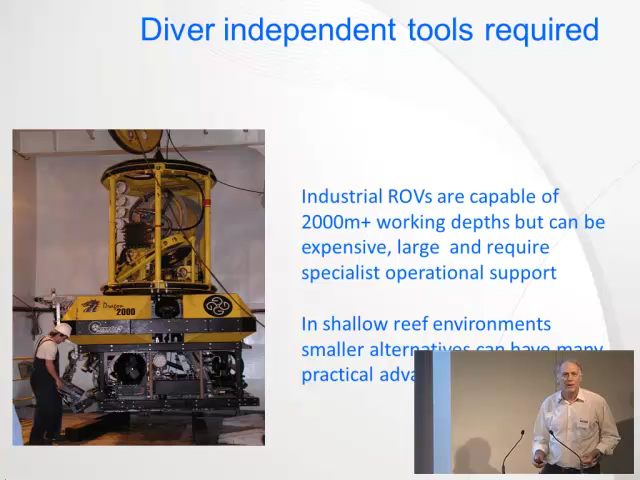 Diver independent tools required
Industrial ROVs are capable of
2000m+ working depths but can be
expensive, large and require
specialist operational support
In shallow reef environments
smaller alternatives can have many
practical
Dragon
2000